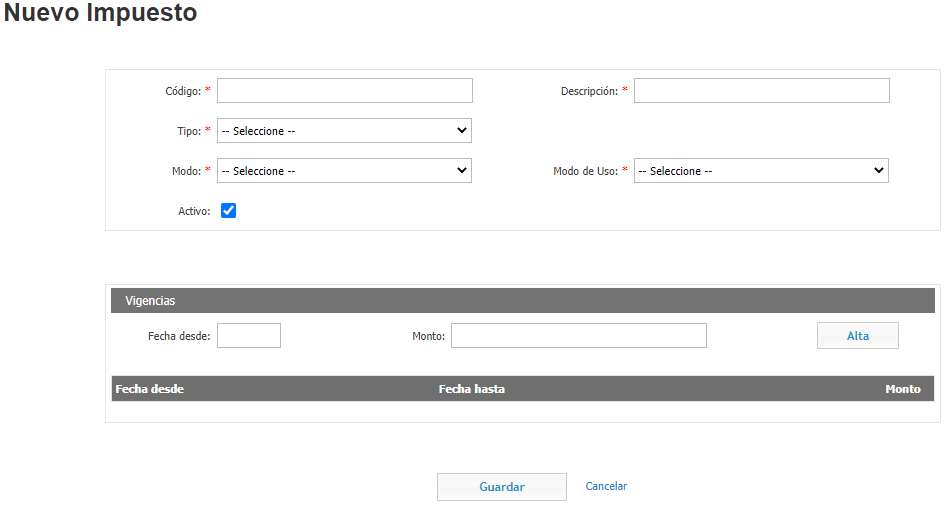 Nuevo Impuesto
Código: * Descripción: *
Tipo: * -- Seleccione --
Modo: * -- Seleccione -- Modo de Uso: * -- Seleccione --
Activo:
Vigencias
Fecha desde: Monto: Alta
Fecha desde Fecha hasta Monto
Guardar Cancelar